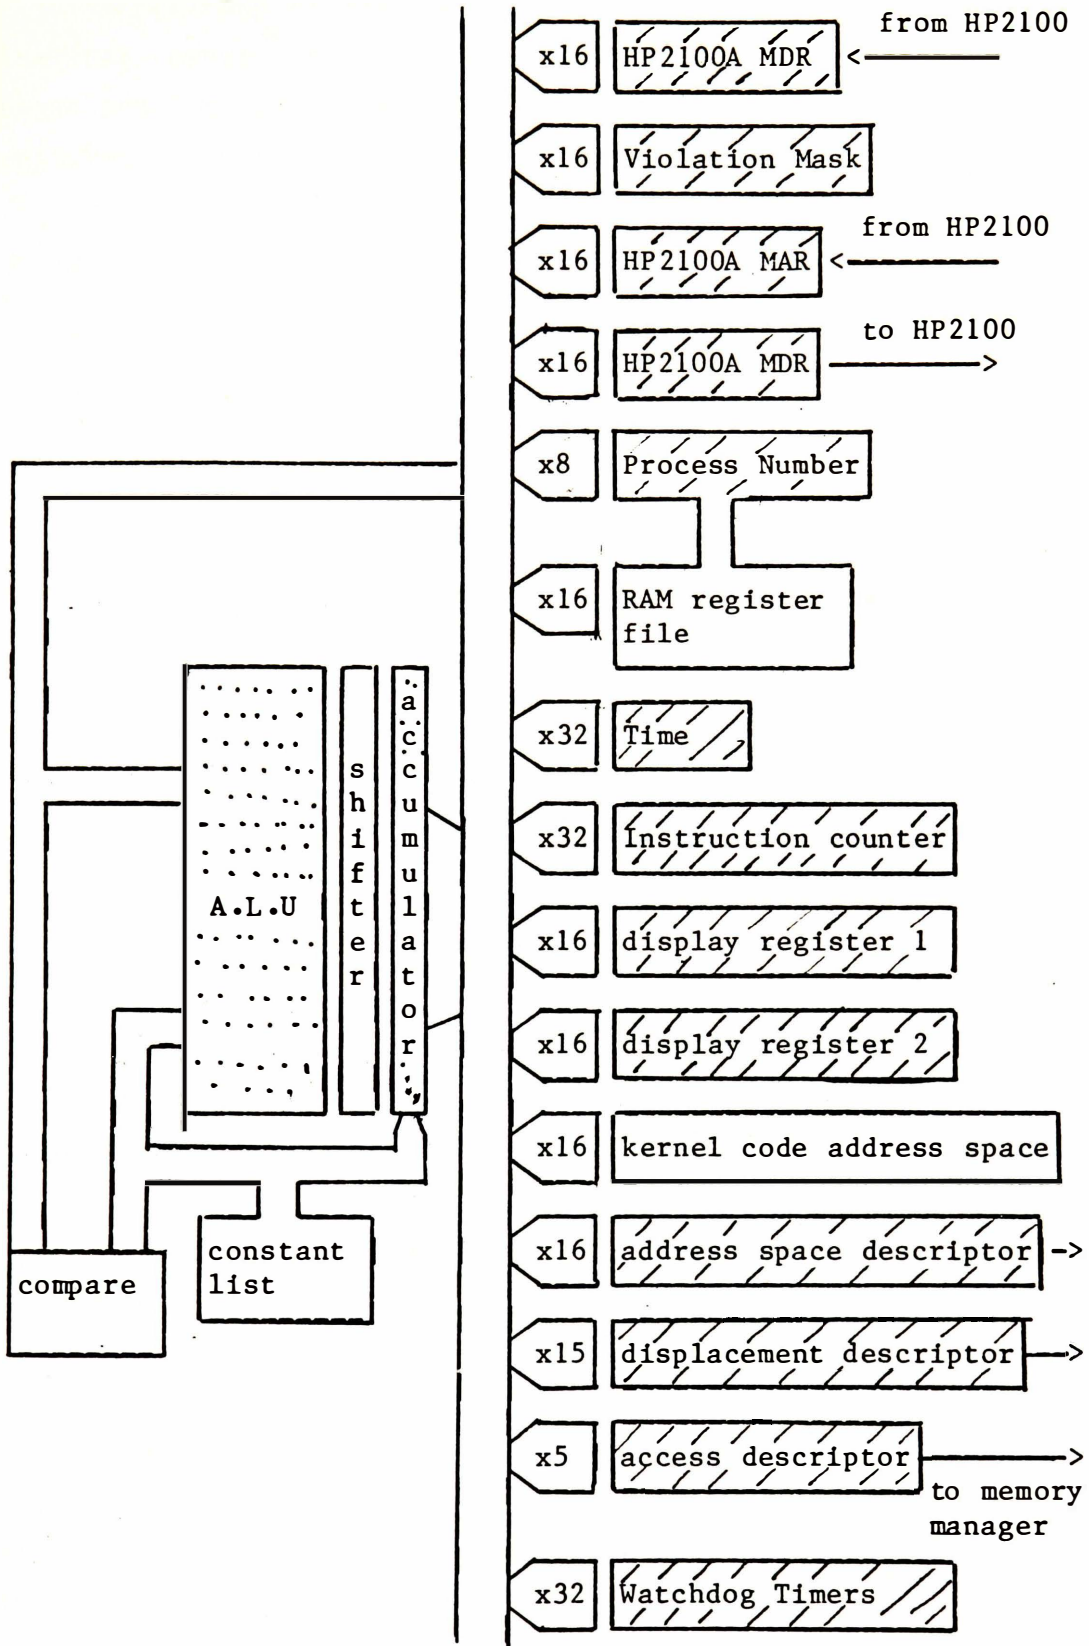 from HP2100
x16 HP2100A MDR
x16 Violation Mask
from HP2100
x16 HP2100A MAR
to HP2100
x16 HP2100A MDR
x8 Process Number
x16 RAM register
file
x32 Time
x32 Instruction counter
x16 display register 1
x16 display register 2
x16 kernel code address space
x16 address space descriptor
x15 displacement descriptor
x5 access descriptor
to memory
manager
x32 Watchdog Timers
A.L.U
shifter
accumulator
constant
list
compare